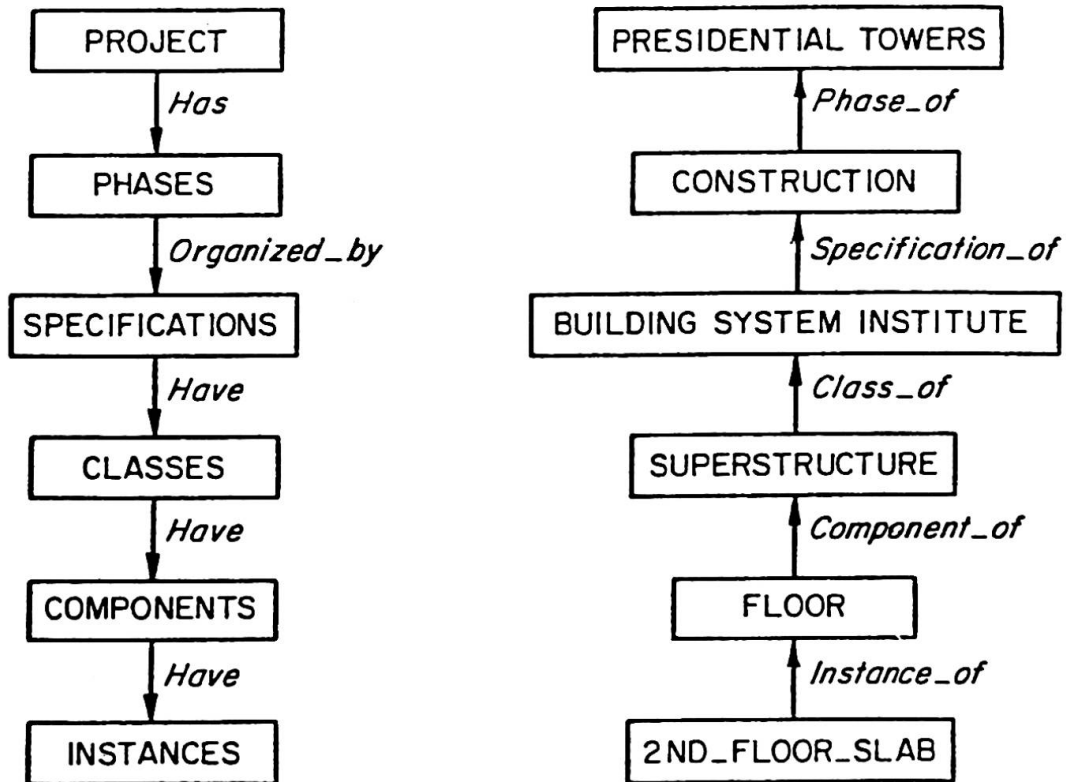 PROJECT
Has
PHASES
Organized_by
SPECIFICATIONS
Have
CLASSES
Have
COMPONENTS
Have
INSTANCES
PRESIDENTIAL TOWERS
Phase_of
CONSTRUCTION
Specification_of
BUILDING SYSTEM INSTITUTE
Class_of
SUPERSTRUCTURE
Component_of
FLOOR
Instance_of
2ND_FLOOR_SLAB